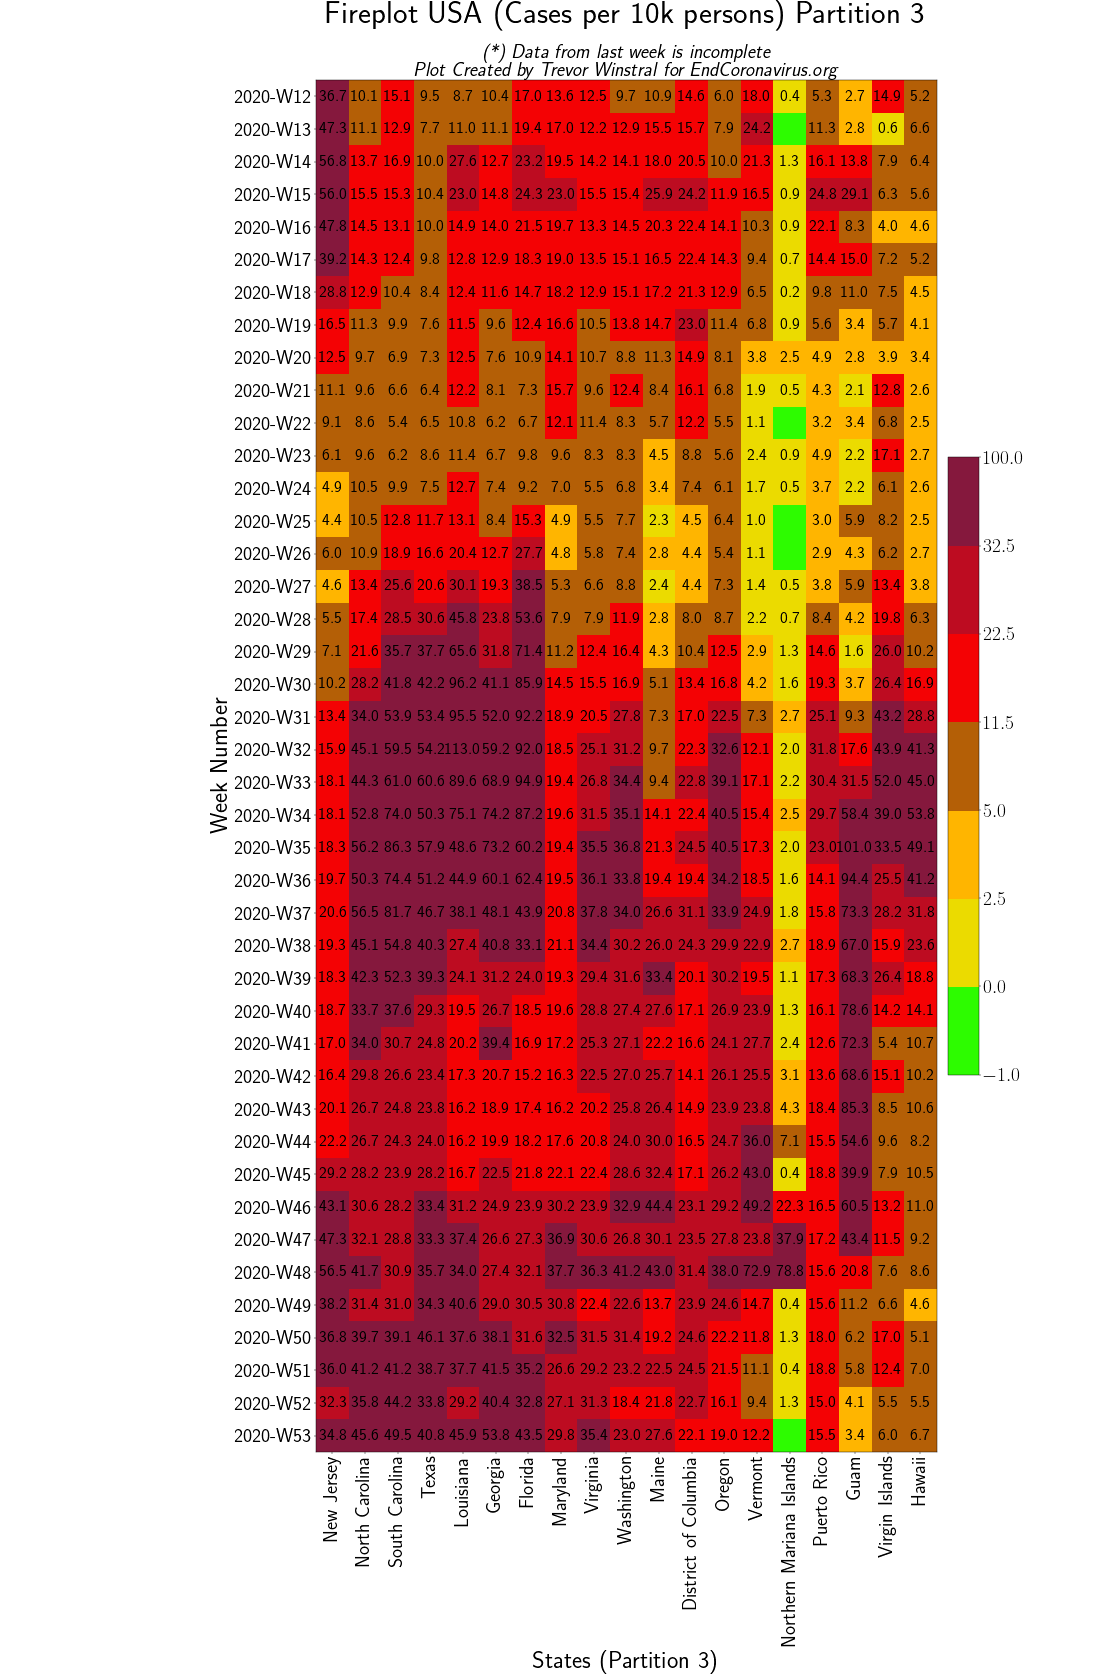 Fireplot USA (Cases per 10k persons) Partition 3
(*) Data from last week is incomplete
Plot Created by Trevor Winstral for EndCoronavirus.org
Week Number
2020-W12 36.7 10.1 15.1 9.5 8.7 10.4 17.0 13.6 12.5 9.7 10.9 14.6 6.0 18.0 0.4 5.3 2.7 14.9 5.2
2020-W13 47.3 11.1 12.9 7.7 11.0 11.1 19.4 17.0 12.2 12.9 15.5 15.7 7.9 24.2 11.3 2.8 0.6 6.6
2020-W14 56.8 13.7 16.9 10.0 27.6 12.7 23.2 19.5 14.2 14.1 18.0 20.5 10.0 21.3 1.3 16.1 13.8 7.9 6.4
2020-W15 56.0 15.5 15.3 10.4 23.0 14.8 24.3 23.0 15.5 15.4 25.9 24.2 11.9 16.5 0.9 24.8 29.1 6.3 5.6
2020-W16 47.8 14.5 13.1 10.0 14.9 14.0 21.5 19.7 13.3 14.5 20.3 22.4 14.1 10.3 0.9 22.1 8.3 4.0 4.6
2020-W17 39.2 14.3 12.4 9.8 12.8 12.9 18.3 19.0 13.5 15.1 16.5 22.4 14.3 9.4 0.7 14.4 15.0 7.2 5.2
2020-W18 28.8 12.9 10.4 8.4 12.4 11.6 14.7 18.2 12.9 15.1 17.2 21.3 12.9 6.5 0.2 9.8 11.0 7.5 4.5
2020-W19 16.5 11.3 9.9 7.6 11.5 9.6 12.4 16.6 10.5 13.8 14.7 23.0 11.4 6.8 0.9 5.6 3.4 5.7 4.1
2020-W20 12.5 9.7 6.9 7.3 12.5 7.6 10.9 14.1 10.7 8.8 11.3 14.9 8.1 3.8 2.5 4.9 2.8 3.9 3.4
2020-W21 11.1 9.6 6.6 6.4 12.2 8.1 7.3 15.7 9.6 12.4 8.4 16.1 6.8 1.9 0.5 4.3 2.1 12.8 2.6
2020-W22 9.1 8.6 5.4 6.5 10.8 6.2 6.7 12.1 11.4 8.3 5.7 12.2 5.5 1.1 3.2 3.4 6.8 2.5
2020-W23 6.1 9.6 6.2 8.6 11.4 6.7 9.8 9.6 8.3 8.3 4.5 8.8 5.6 2.4 0.9 4.9 2.2 17.1 2.7
2020-W24 4.9 10.5 9.9 7.5 12.7 7.4 9.2 7.0 5.5 6.8 3.4 7.4 6.1 1.7 0.5 3.7 2.2 6.1 2.6
2020-W25 4.4 10.5 12.8 11.7 13.1 8.4 15.3 4.9 5.5 7.7 2.3 4.5 6.4 1.0 3.0 5.9 8.2 2.5
2020-W26 6.0 10.9 18.9 16.6 20.4 12.7 27.7 4.8 5.8 7.4 2.8 4.4 5.4 1.1 2.9 4.3 6.2 2.7
2020-W27 4.6 13.4 25.6 20.6 30.1 19.3 38.5 5.3 6.6 8.8 2.4 4.4 7.3 1.4 0.5 3.8 5.9 13.4 3.8
2020-W28 5.5 17.4 28.5 30.6 45.8 23.8 53.6 7.9 7.9 11.9 2.8 8.0 8.7 2.2 0.7 8.4 4.2 19.8 6.3
2020-W29 7.1 21.6 35.7 37.7 65.6 31.8 71.4 11.2 12.4 16.4 4.3 10.4 12.5 2.9 1.3 14.6 1.6 26.0 10.2
2020-W30 10.2 28.2 41.8 42.2 96.2 41.1 85.9 14.5 15.5 16.9 5.1 13.4 16.8 4.2 1.6 19.3 3.7 26.4 16.9
2020-W31 13.4 34.0 53.9 53.4 95.5 52.0 92.2 18.9 20.5 27.8 7.3 17.0 22.5 7.3 2.7 25.1 9.3 43.2 28.8
2020-W32 15.9 45.1 59.5 54.2 113.0 59.2 92.0 18.5 25.1 31.2 9.7 22.3 32.6 12.1 2.0 31.8 17.6 43.9 41.3
2020-W33 18.1 44.3 61.0 60.6 89.6 68.9 94.9 19.4 26.8 34.4 9.4 22.8 39.1 17.1 2.2 30.4 31.5 52.0 45.0
2020-W34 18.1 52.8 74.0 50.3 75.1 74.2 87.2 19.6 31.5 35.1 14.1 22.4 40.5 15.4 2.5 29.7 58.4 39.0 53.8
2020-W35 18.3 56.2 86.3 57.9 48.6 73.2 60.2 19.4 35.5 36.8 21.3 24.5 40.5 17.3 2.0 23.0 101.0 33.5 49.1
2020-W36 19.7 50.3 74.4 51.2 44.9 60.1 62.4 19.5 36.1 33.8 19.4 19.4 34.2 18.5 1.6 14.1 94.4 25.5 41.2
2020-W37 20.6 56.5 81.7 46.7 38.1 48.1 43.9 20.8 37.8 34.0 26.6 31.1 33.9 24.9 1.8 15.8 73.3 28.2 31.8
2020-W38 19.3 45.1 54.8 40.3 27.4 40.8 33.1 21.1 34.4 30.2 26.0 24.3 29.9 22.9 2.7 18.9 67.0 15.9 23.6
2020-W39 18.3 42.3 52.3 39.3 24.1 31.2 24.0 19.3 29.4 31.6 33.4 20.1 30.2 19.5 1.1 17.3 68.3 26.4 18.8
2020-W40 18.7 33.7 37.6 29.3 19.5 26.7 18.5 19.6 28.8 27.4 27.6 17.1 26.9 23.9 1.3 16.1 78.6 14.2 14.1
2020-W41 17.0 34.0 30.7 24.8 20.2 39.4 16.9 17.2 25.3 27.1 22.2 16.6 24.1 27.7 2.4 12.6 72.3 5.4 10.7
2020-W42 16.4 29.8 26.6 23.4 17.3 20.7 15.2 16.3 22.5 27.0 25.7 14.1 26.1 25.5 3.1 13.6 68.6 15.1 10.2
2020-W43 20.1 26.7 24.8 23.8 16.2 18.9 17.4 16.2 20.2 25.8 26.4 14.9 23.9 23.8 4.3 18.4 85.3 8.5 10.6
2020-W44 22.2 26.7 24.3 24.0 16.2 19.9 18.2 17.6 20.8 24.0 30.0 16.5 24.7 36.0 7.1 15.5 54.6 9.6 8.2
2020-W45 29.2 28.2 23.9 28.2 16.7 22.5 21.8 22.1 22.4 28.6 32.4 17.1 26.2 43.0 0.4 18.8 39.9 7.9 10.5
2020-W46 43.1 30.6 28.2 33.4 31.2 24.9 23.9 30.2 23.9 32.9 44.4 23.1 29.2 49.2 22.3 16.5 60.5 13.2 11.0
2020-W47 47.3 32.1 28.8 33.3 37.4 26.6 27.3 36.9 30.6 26.8 30.1 23.5 27.8 23.8 37.9 17.2 43.4 11.5 9.2
2020-W48 56.5 41.7 30.9 35.7 34.0 27.4 32.1 37.7 36.3 41.2 43.0 31.4 38.0 72.9 78.8 15.6 20.8 7.6 8.6
2020-W49 38.2 31.4 31.0 34.3 40.6 29.0 30.5 30.8 22.4 22.6 13.7 23.9 24.6 14.7 0.4 15.6 11.2 6.6 4.6
2020-W50 36.8 39.7 39.1 46.1 37.6 38.1 31.6 32.5 31.5 31.4 19.2 24.6 22.2 11.8 1.3 18.0 6.2 17.0 5.1
2020-W51 36.0 41.2 41.2 38.7 37.7 41.5 35.2 26.6 29.2 23.2 22.5 24.5 21.5 11.1 0.4 18.8 5.8 12.4 7.0
2020-W52 32.3 35.8 44.2 33.8 29.2 40.4 32.8 27.1 31.3 18.4 21.8 22.7 16.1 9.4 1.3 15.0 4.1 5.5 5.5
2020-W53 34.8 45.6 49.5 40.8 45.9 53.8 43.5 29.8 35.4 23.0 27.6 22.1 19.0 12.2 15.5 3.4 6.0 6.7
New Jersey
North Carolina
South Carolina
Texas
Louisiana
Georgia
Florida
Maryland
Virginia
Washington
Maine
District of Columbia
Oregon
Vermont
Northern Mariana Islands
Puerto Rico
Guam
Virgin Islands
Hawaii
States (Partition 3)
100.0
32.5
22.5
11.5
5.0
2.5
0.0
−1.0